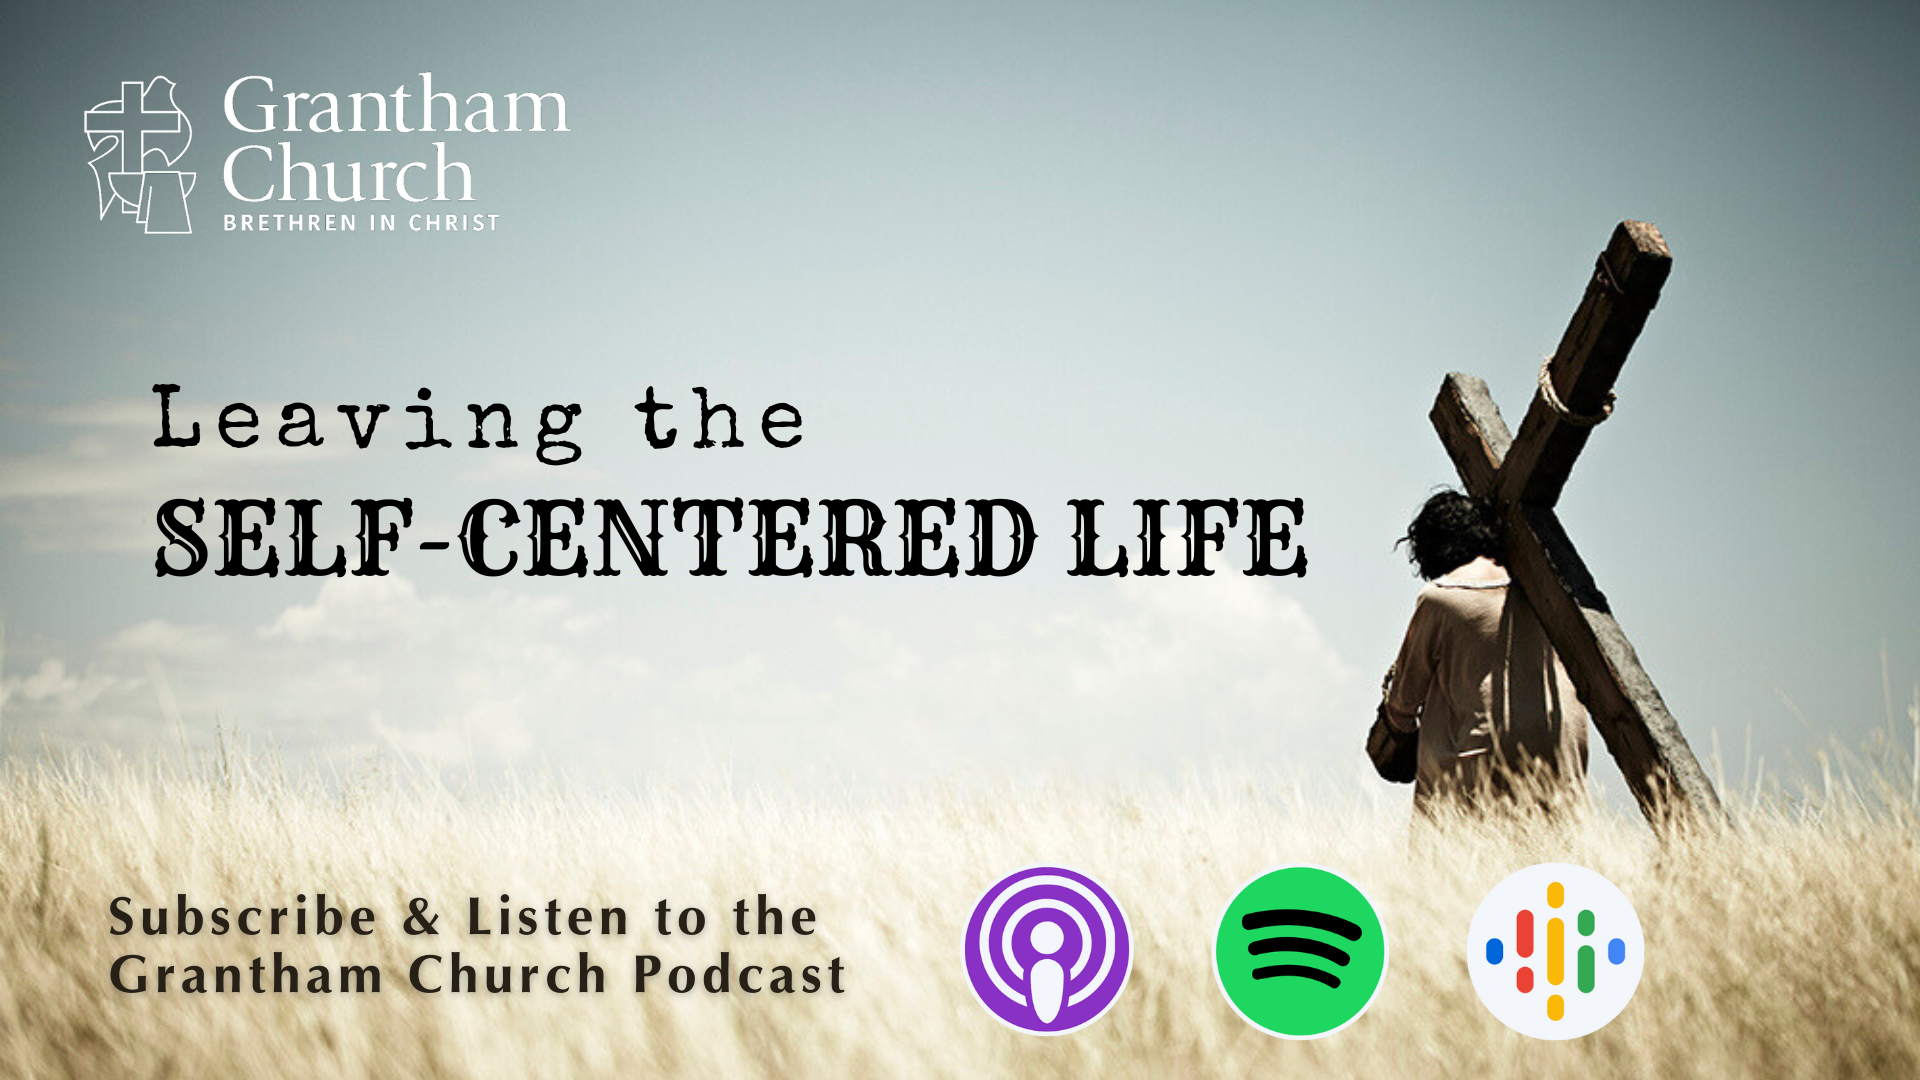 Grantham
Church
BRETHREN IN CHRIST
Leaving the
SELF-CENTERED LIFE
Subscribe & Listen to the
Grantham Church Podcast